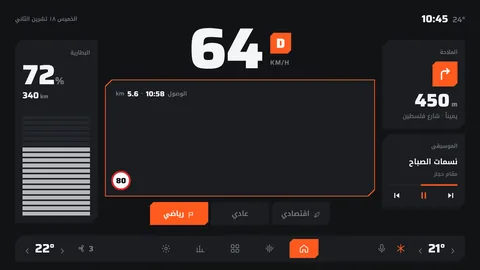 الخميس ١٨ تشرين الثاني
10:45 24°
64
D
KM/H
البطارية
72%
340 km
الوصول 10:58 · 5.6 km
80
الملاحة
450 m
يميناً · شارع فلسطين
الموسيقى
نسمات الصباح
مقام حجاز
رياضي
عادي
اقتصادي
22°
3
21°